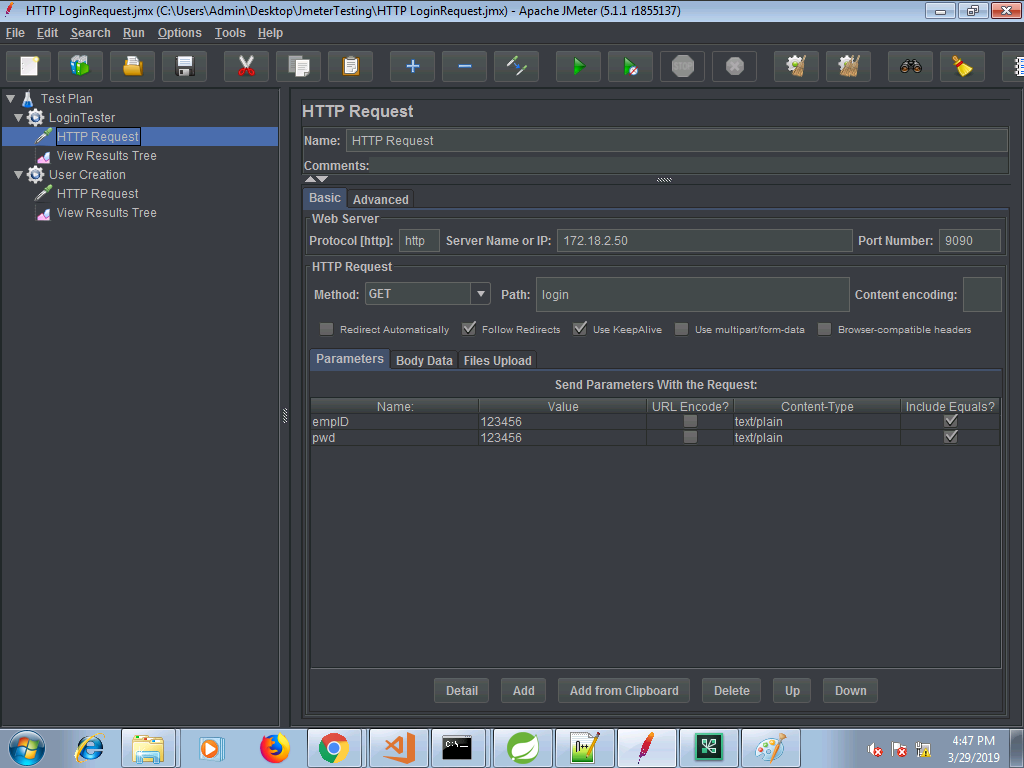 HTTP LoginRequest.jmx (C:\Users\Admin\Desktop\JmeterTesting\HTTP LoginRequest.jmx) - Apache JMeter (5.1.1 r1855137)
File Edit Search Run Options Tools Help
STOP
Test Plan
LoginTester
HTTP Request
View Results Tree
User Creation
HTTP Request
View Results Tree
HTTP Request
Name: HTTP Request
Comments:
Basic Advanced
Web Server
Protocol [http]: http Server Name or IP: 172.18.2.50 Port Number: 9090
HTTP Request
Method: GET Path: login Content encoding:
Redirect Automatically Follow Redirects Use KeepAlive Use multipart/form-data Browser-compatible headers
Parameters Body Data Files Upload
Send Parameters With the Request:
Name: Value URL Encode? Content-Type Include Equals?
empID 123456 text/plain
pwd 123456 text/plain
Detail Add Add from Clipboard Delete Up Down
4:47 PM
3/29/2019